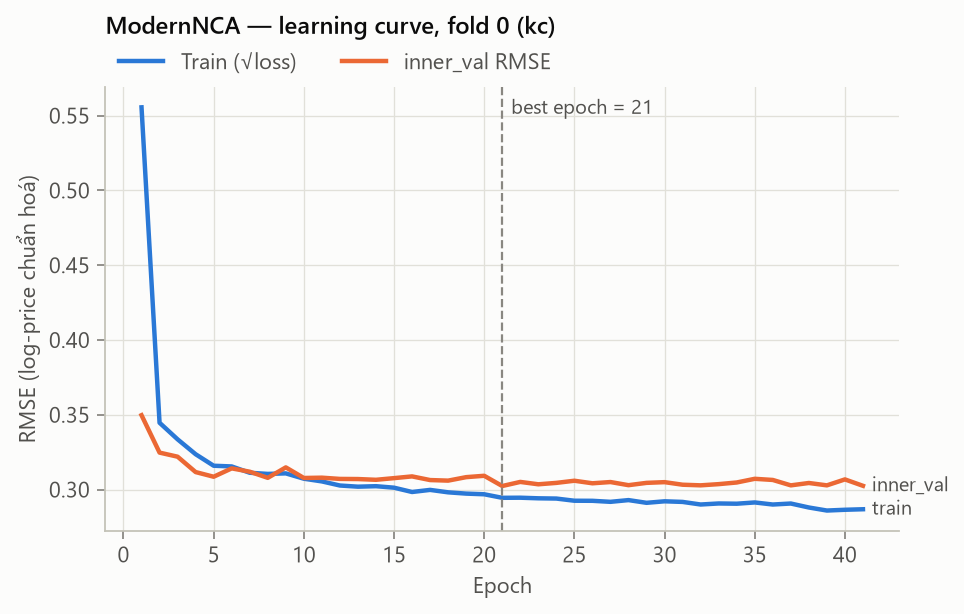 ModernNCA — learning curve, fold 0 (kc)
Train (√loss)
inner_val RMSE
best epoch = 21
RMSE (log-price chuẩn hoá)
0.55
0.50
0.45
0.40
0.35
0.30
inner_val
train
0 5 10 15 20 25 30 35 40
Epoch